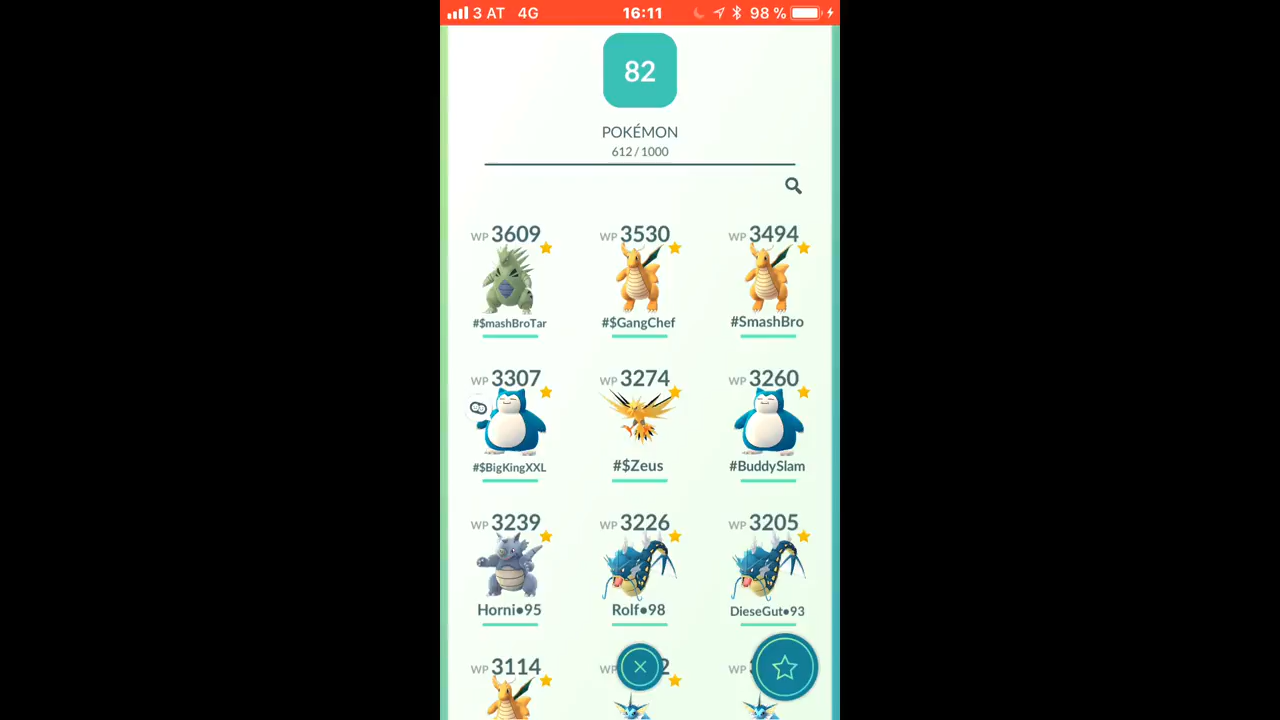 3 AT 4G 16:11 98 %
82
POKÉMON
612 / 1000
WP 3609 WP 3530 WP 3494
#$mashBroTar #$GangChef #SmashBro
WP 3307 WP 3274 WP 3260
#$BigKingXXL #$Zeus #BuddySlam
WP 3239 WP 3226 WP 3205
Horni●95 Rolf●98 DieseGut●93
WP 3114